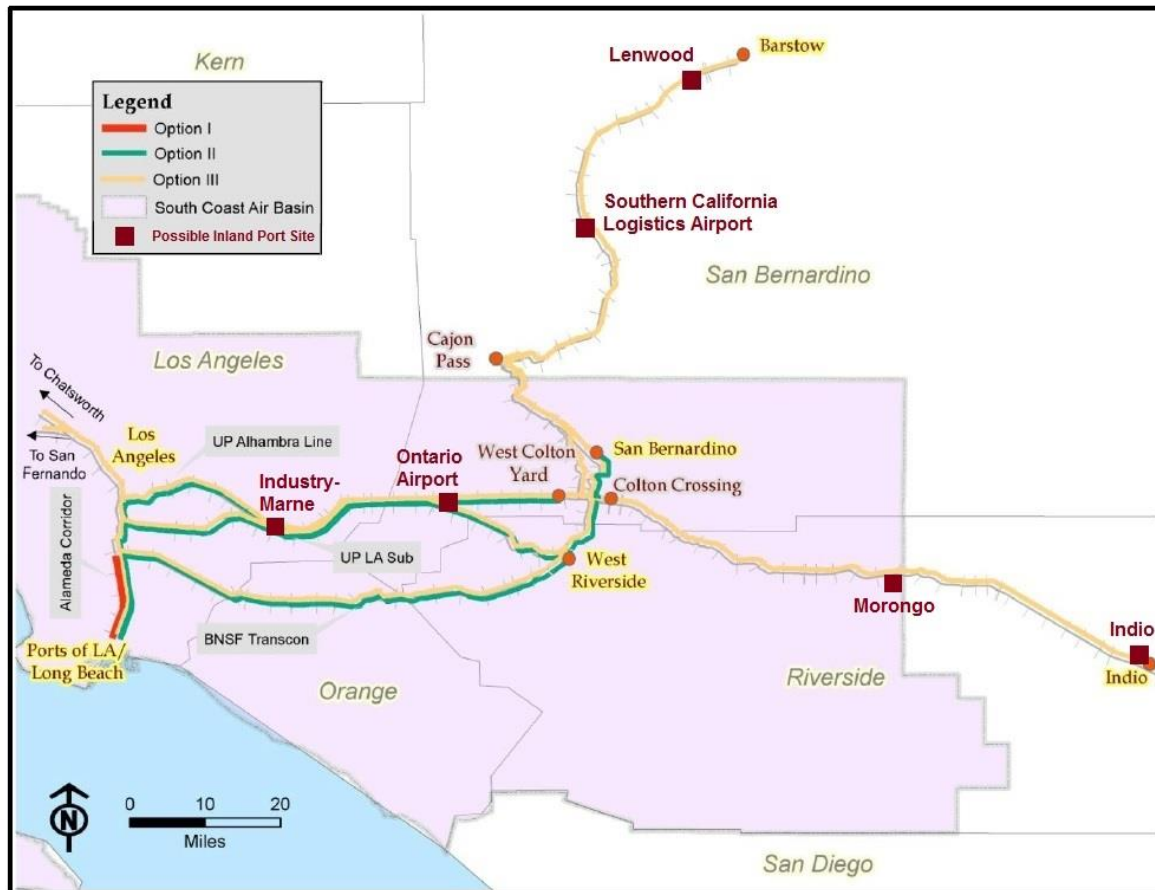 Kern
Legend
Option I
Option II
Option III
South Coast Air Basin
Possible Inland Port Site
Barstow
Lenwood
Southern California
Logistics Airport
San Bernardino
Cajon
Pass
Los Angeles
To Chatsworth
To San
Fernando
Los
Angeles
UP Alhambra Line
Industry-
Marne
Ontario
Airport
West Colton
Yard
San Bernardino
Colton Crossing
Alameda Corridor
UP LA Sub
West
Riverside
BNSF Transcon
Morongo
Indio
Indio
Ports of LA/
Long Beach
Orange
Riverside
N
0 10 20
Miles
San Diego